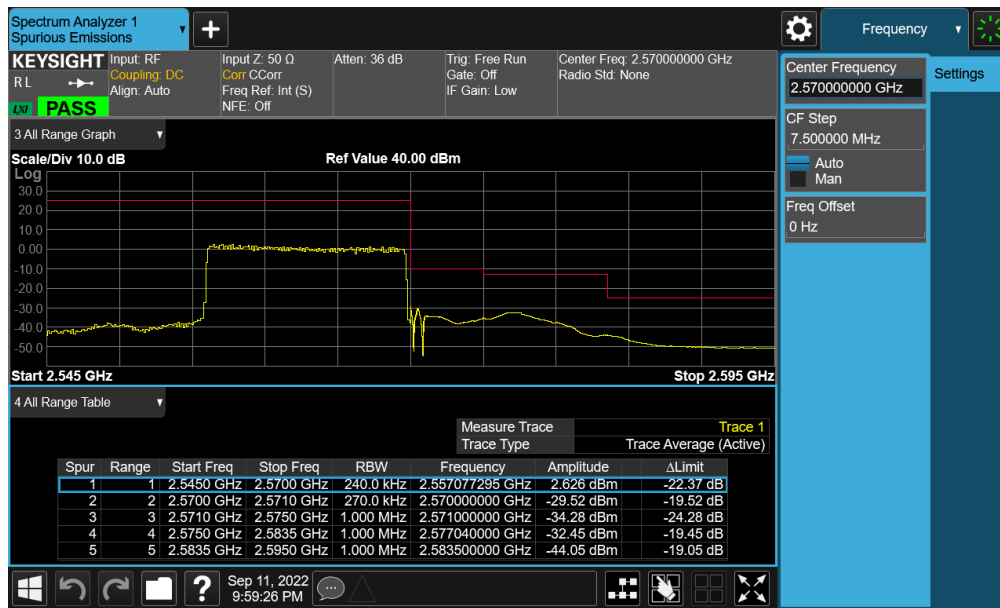 Spectrum Analyzer 1
Spurious Emissions
+
Frequency
KEYSIGHT
RL
LXI PASS
Input: RF
Coupling: DC
Align: Auto
Input Z: 50 Ω
Corr CCorr
Freq Ref: Int (S)
NFE: Off
Atten: 36 dB
Trig: Free Run
Gate: Off
IF Gain: Low
Center Freq: 2.570000000 GHz
Radio Std: None
Center Frequency
2.570000000 GHz
Settings
CF Step
7.500000 MHz
Auto
Man
Freq Offset
0 Hz
3 All Range Graph
Scale/Div 10.0 dB Ref Value 40.00 dBm
Log
30.0
20.0
10.0
0.00
-10.0
-20.0
-30.0
-40.0
-50.0
Start 2.545 GHz Stop 2.595 GHz
4 All Range Table
Measure Trace Trace 1
Trace Type Trace Average (Active)
Spur Range Start Freq Stop Freq RBW Frequency Amplitude ΔLimit
1 1 2.5450 GHz 2.5700 GHz 240.0 kHz 2.557077295 GHz 2.626 dBm -22.37 dB
2 2 2.5700 GHz 2.5710 GHz 270.0 kHz 2.570000000 GHz -29.52 dBm -19.52 dB
3 3 2.5710 GHz 2.5750 GHz 1.000 MHz 2.571000000 GHz -34.28 dBm -24.28 dB
4 4 2.5750 GHz 2.5835 GHz 1.000 MHz 2.577040000 GHz -32.45 dBm -19.45 dB
5 5 2.5835 GHz 2.5950 GHz 1.000 MHz 2.583500000 GHz -44.05 dBm -19.05 dB
?
Sep 11, 2022
9:59:26 PM